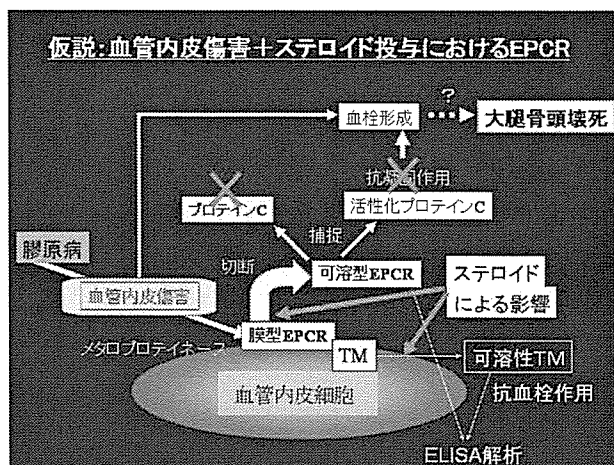 仮説：血管内皮傷害＋ステロイド投与におけるEPCR
?
血栓形成
大腿骨頭壊死
抗凝固作用
プロテインC
活性化プロテインC
捕捉
膠原病
切断
可溶型EPCR
ステロイド
による影響
血管内皮傷害
メタロプロテイネース
膜型EPCR
TM
可溶性TM
血管内皮細胞
抗血栓作用
ELISA解析